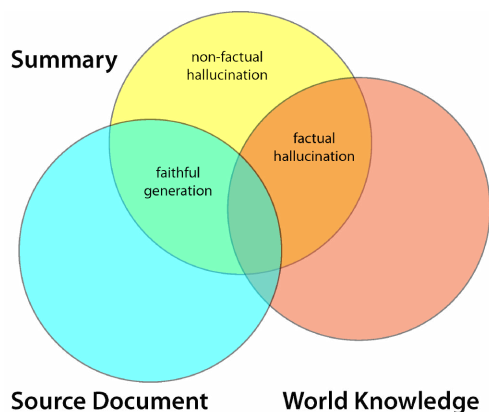 Summary
non-factual
hallucination
factual
hallucination
faithful
generation
Source Document
World Knowledge